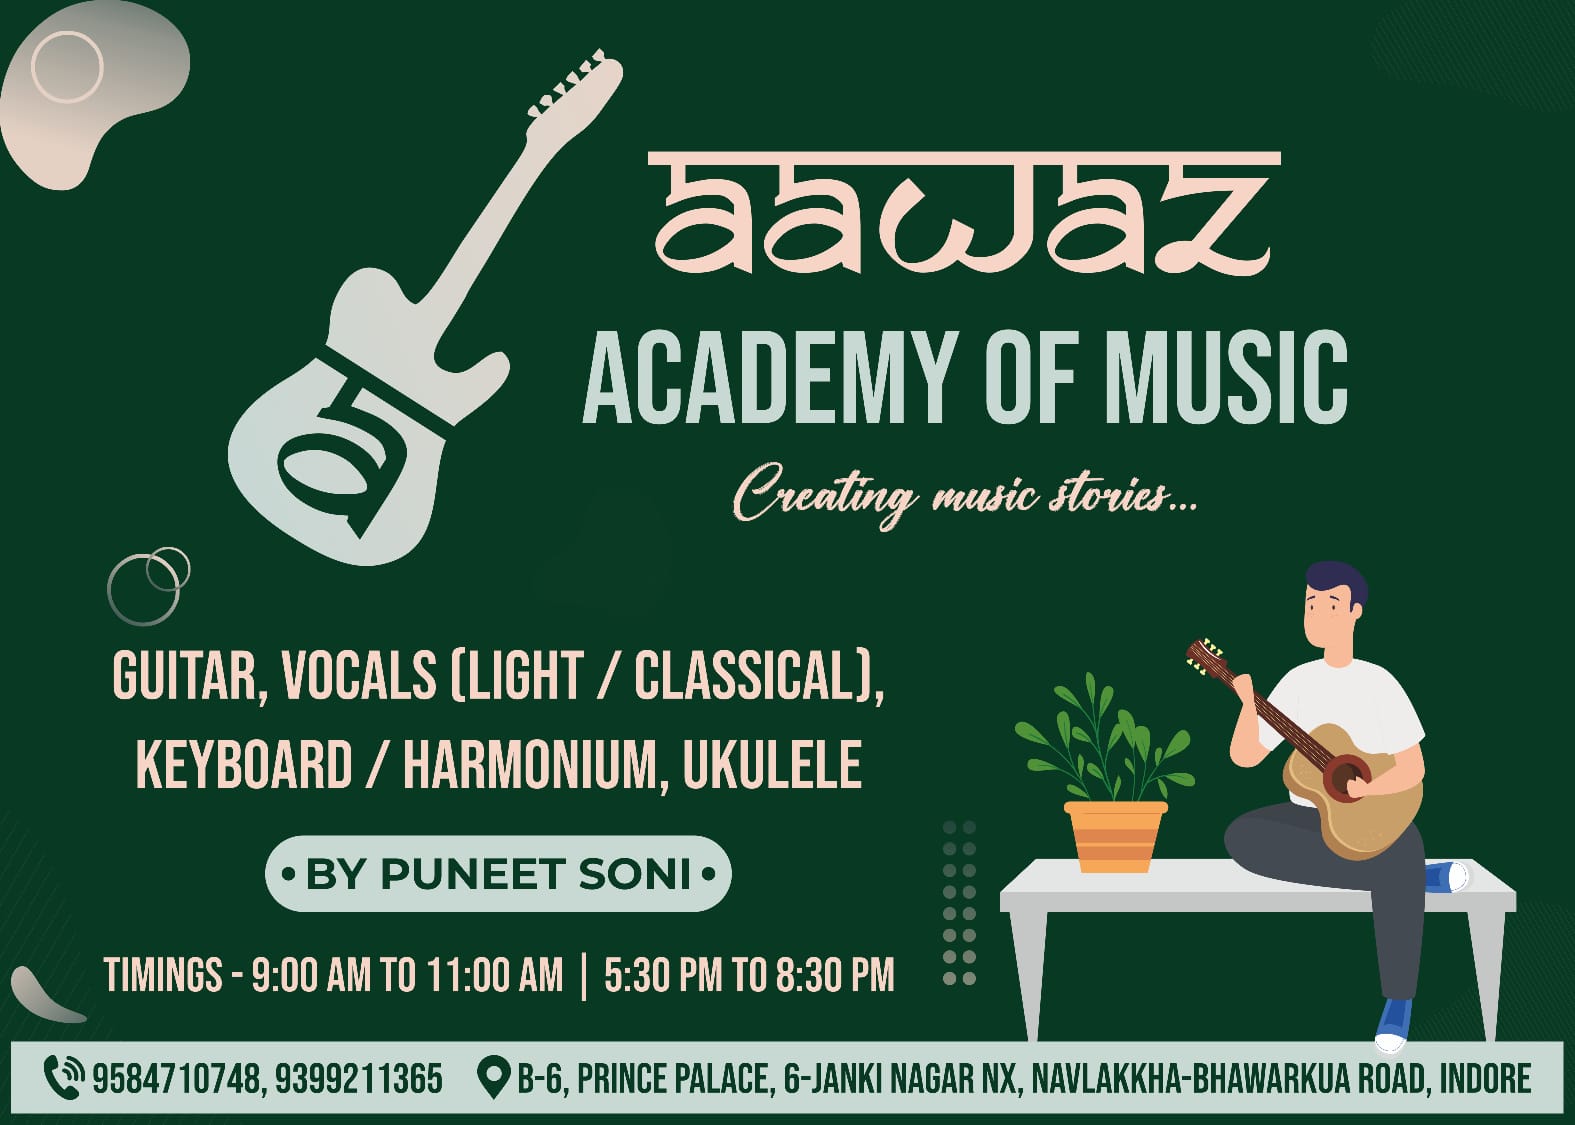 aawaz
ACADEMY OF MUSIC
Creating music stories...
GUITAR, VOCALS (LIGHT / CLASSICAL),
KEYBOARD / HARMONIUM, UKULELE
• BY PUNEET SONI •
TIMINGS - 9:00 AM TO 11:00 AM | 5:30 PM TO 8:30 PM
9584710748, 9399211365
B-6, PRINCE PALACE, 6-JANKI NAGAR NX, NAVLAKKHA-BHAWARKUA ROAD, INDORE